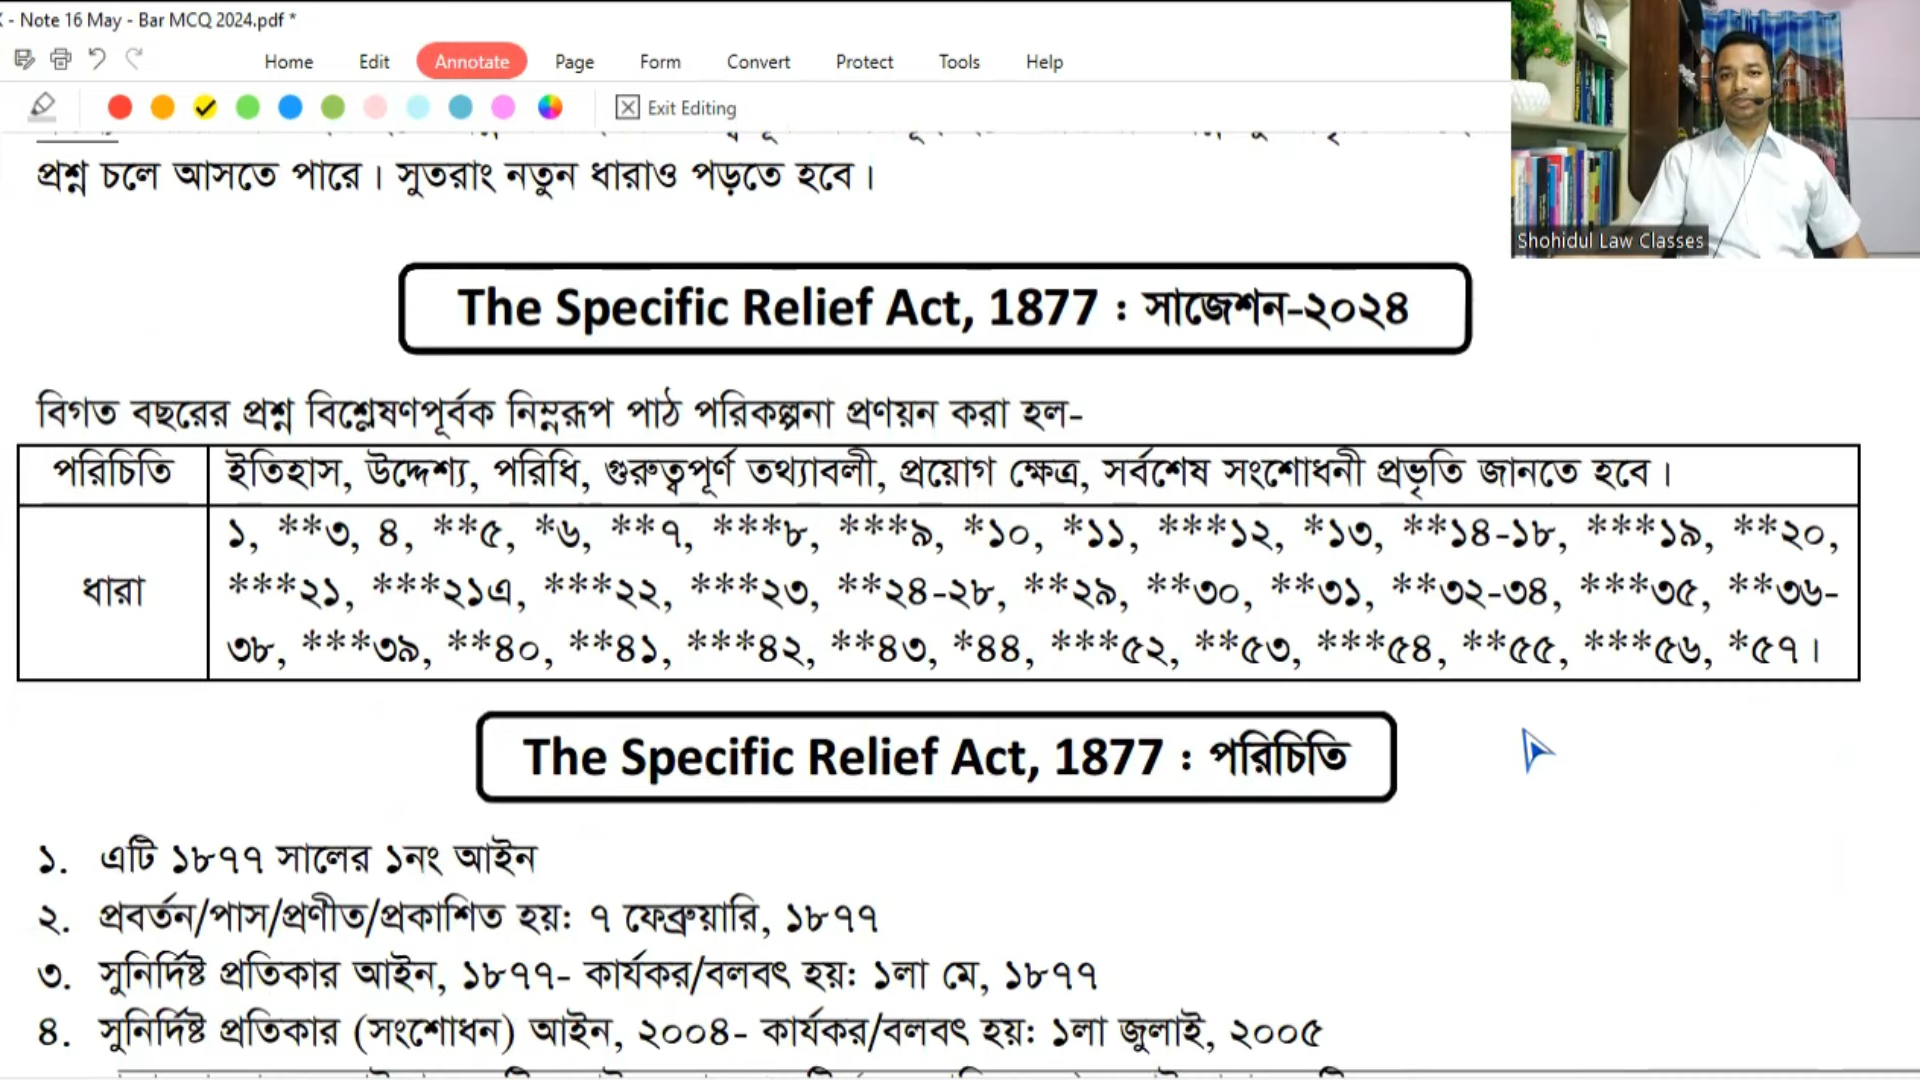 - Note 16 May - Bar MCQ 2024.pdf *
Home Edit Annotate Page Form Convert Protect Tools Help
Exit Editing
প্রশ্ন চলে আসতে পারে। সুতরাং নতুন ধারাও পড়তে হবে।
Shohidul Law Classes
The Specific Relief Act, 1877 : সাজেশন-২০২৪
বিগত বছরের প্রশ্ন বিশ্লেষণপূর্বক নিম্নরূপ পাঠ পরিকল্পনা প্রণয়ন করা হল-
পরিচিতি ইতিহাস, উদ্দেশ্য, পরিধি, গুরুত্বপূর্ণ তথ্যাবলী, প্রয়োগ ক্ষেত্র, সর্বশেষ সংশোধনী প্রভৃতি জানতে হবে।
ধারা
১, **৩, ৪, **৫, *৬, **৭, ***৮, ***৯, *১০, *১১, ***১২, *১৩, **১৪-১৮, ***১৯, **২০,
***২১, ***২১এ, ***২২, ***২৩, **২৪-২৮, **২৯, **৩০, **৩১, **৩২-৩৪, ***৩৫, **৩৬-
৩৮, ***৩৯, **৪০, **৪১, ***৪২, **৪৩, *৪৪, ***৫২, **৫৩, ***৫৪, **৫৫, ***৫৬, *৫৭।
The Specific Relief Act, 1877 : পরিচিতি
১. এটি ১৮৭৭ সালের ১নং আইন
২. প্রবর্তন/পাস/প্রণীত/প্রকাশিত হয়: ৭ ফেব্রুয়ারি, ১৮৭৭
৩. সুনির্দিষ্ট প্রতিকার আইন, ১৮৭৭- কার্যকর/বলবৎ হয়: ১লা মে, ১৮৭৭
৪. সুনির্দিষ্ট প্রতিকার (সংশোধন) আইন, ২০০৪- কার্যকর/বলবৎ হয়: ১লা জুলাই, ২০০৫